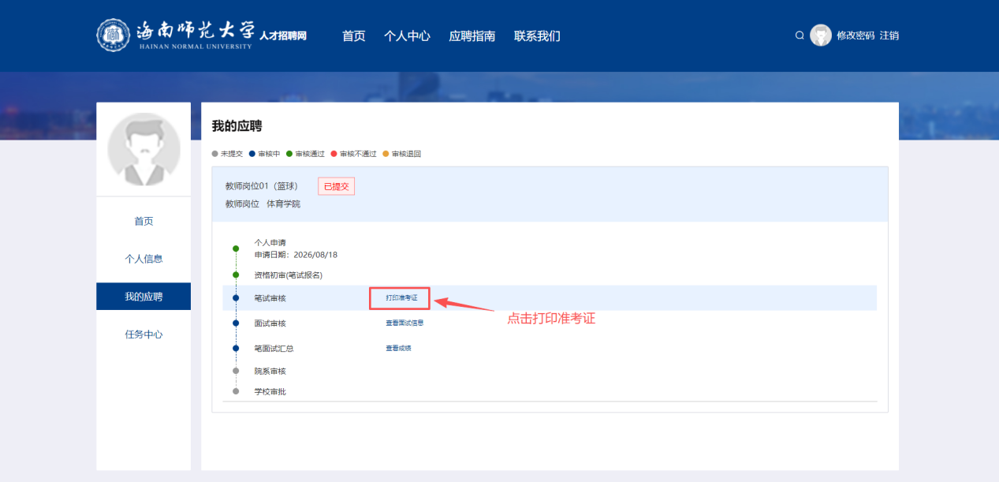 海南师范大学 人才招聘网 首页 个人中心 应聘指南 联系我们 修改密码 注销
HAINAN NORMAL UNIVERSITY
我的应聘
未提交 审核中 审核通过 审核不通过 审核退回
教师岗位01（篮球） 已提交
教师岗位 体育学院
首页
个人信息
我的应聘
任务中心
个人申请
申请日期：2026/08/18
资格初审(笔试报名)
笔试审核 打印准考证
点击打印准考证
面试审核 查看面试信息
笔面试汇总 查看成绩
院系审核
学校审批